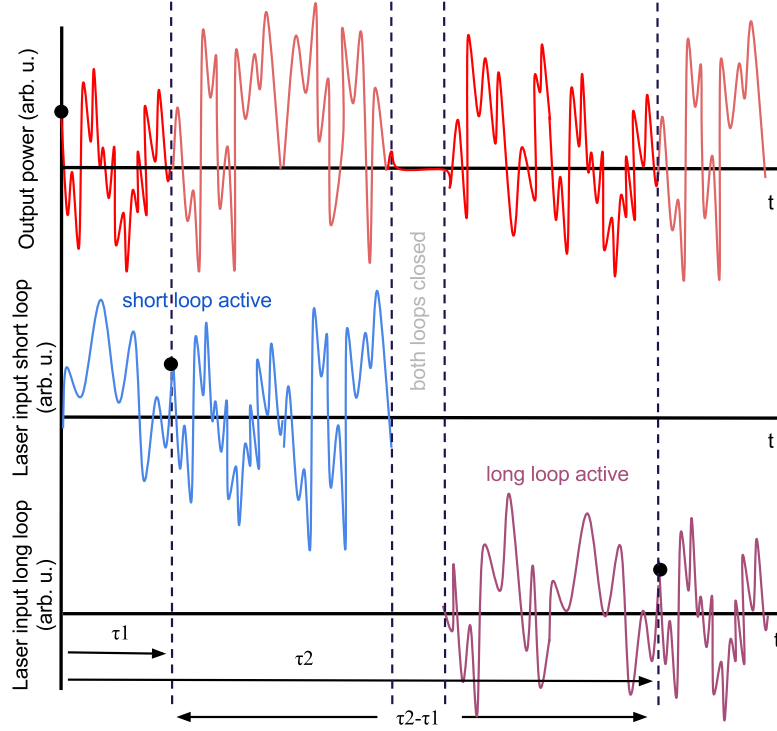 Output power (arb. u.)
t
short loop active
both loops closed
Laser input short loop
(arb. u.)
t
long loop active
Laser input long loop
(arb. u.)
t
τ1
τ2
τ2-τ1